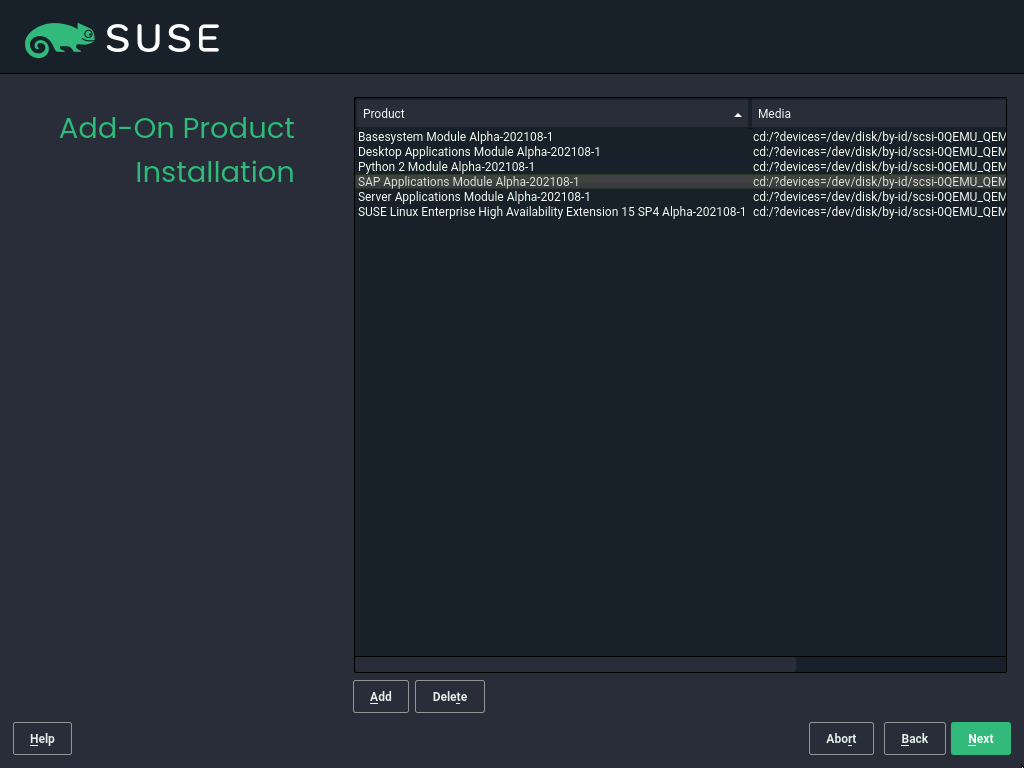 SUSE
Add-On Product
Installation
Product Media
Basesystem Module Alpha-202108-1 cd:/?devices=/dev/disk/by-id/scsi-0QEMU_QEM
Desktop Applications Module Alpha-202108-1 cd:/?devices=/dev/disk/by-id/scsi-0QEMU_QEM
Python 2 Module Alpha-202108-1 cd:/?devices=/dev/disk/by-id/scsi-0QEMU_QEM
SAP Applications Module Alpha-202108-1 cd:/?devices=/dev/disk/by-id/scsi-0QEMU_QEM
Server Applications Module Alpha-202108-1 cd:/?devices=/dev/disk/by-id/scsi-0QEMU_QEM
SUSE Linux Enterprise High Availability Extension 15 SP4 Alpha-202108-1 cd:/?devices=/dev/disk/by-id/scsi-0QEMU_QEM
Add Delete
Help Abort Back Next